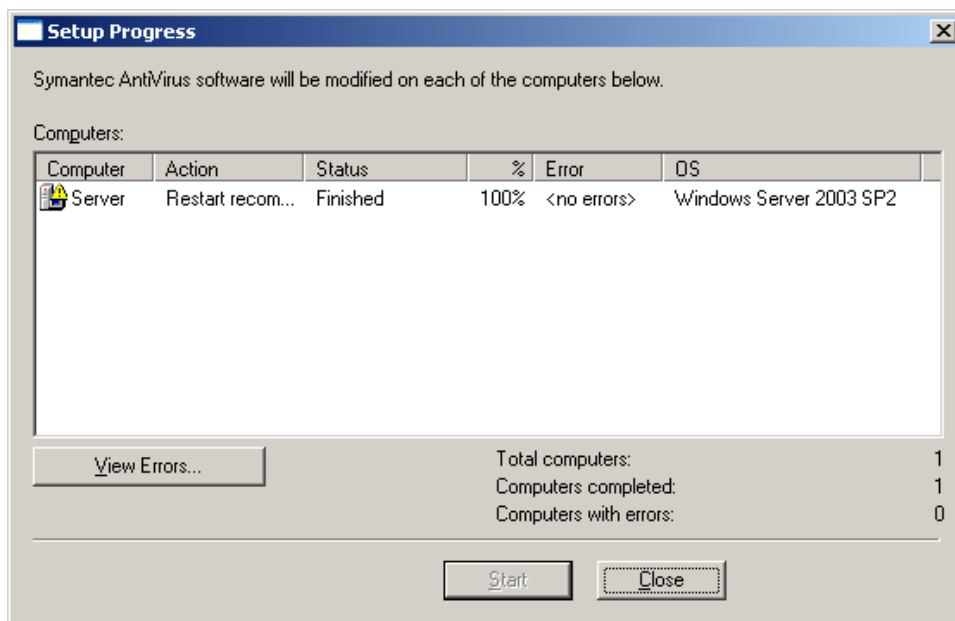 Setup Progress
Symantec AntiVirus software will be modified on each of the computers below.
Computers:
Computer Action Status % Error OS
Server Restart recom... Finished 100% <no errors> Windows Server 2003 SP2
View Errors...
Total computers: 1
Computers completed: 1
Computers with errors: 0
Start Close